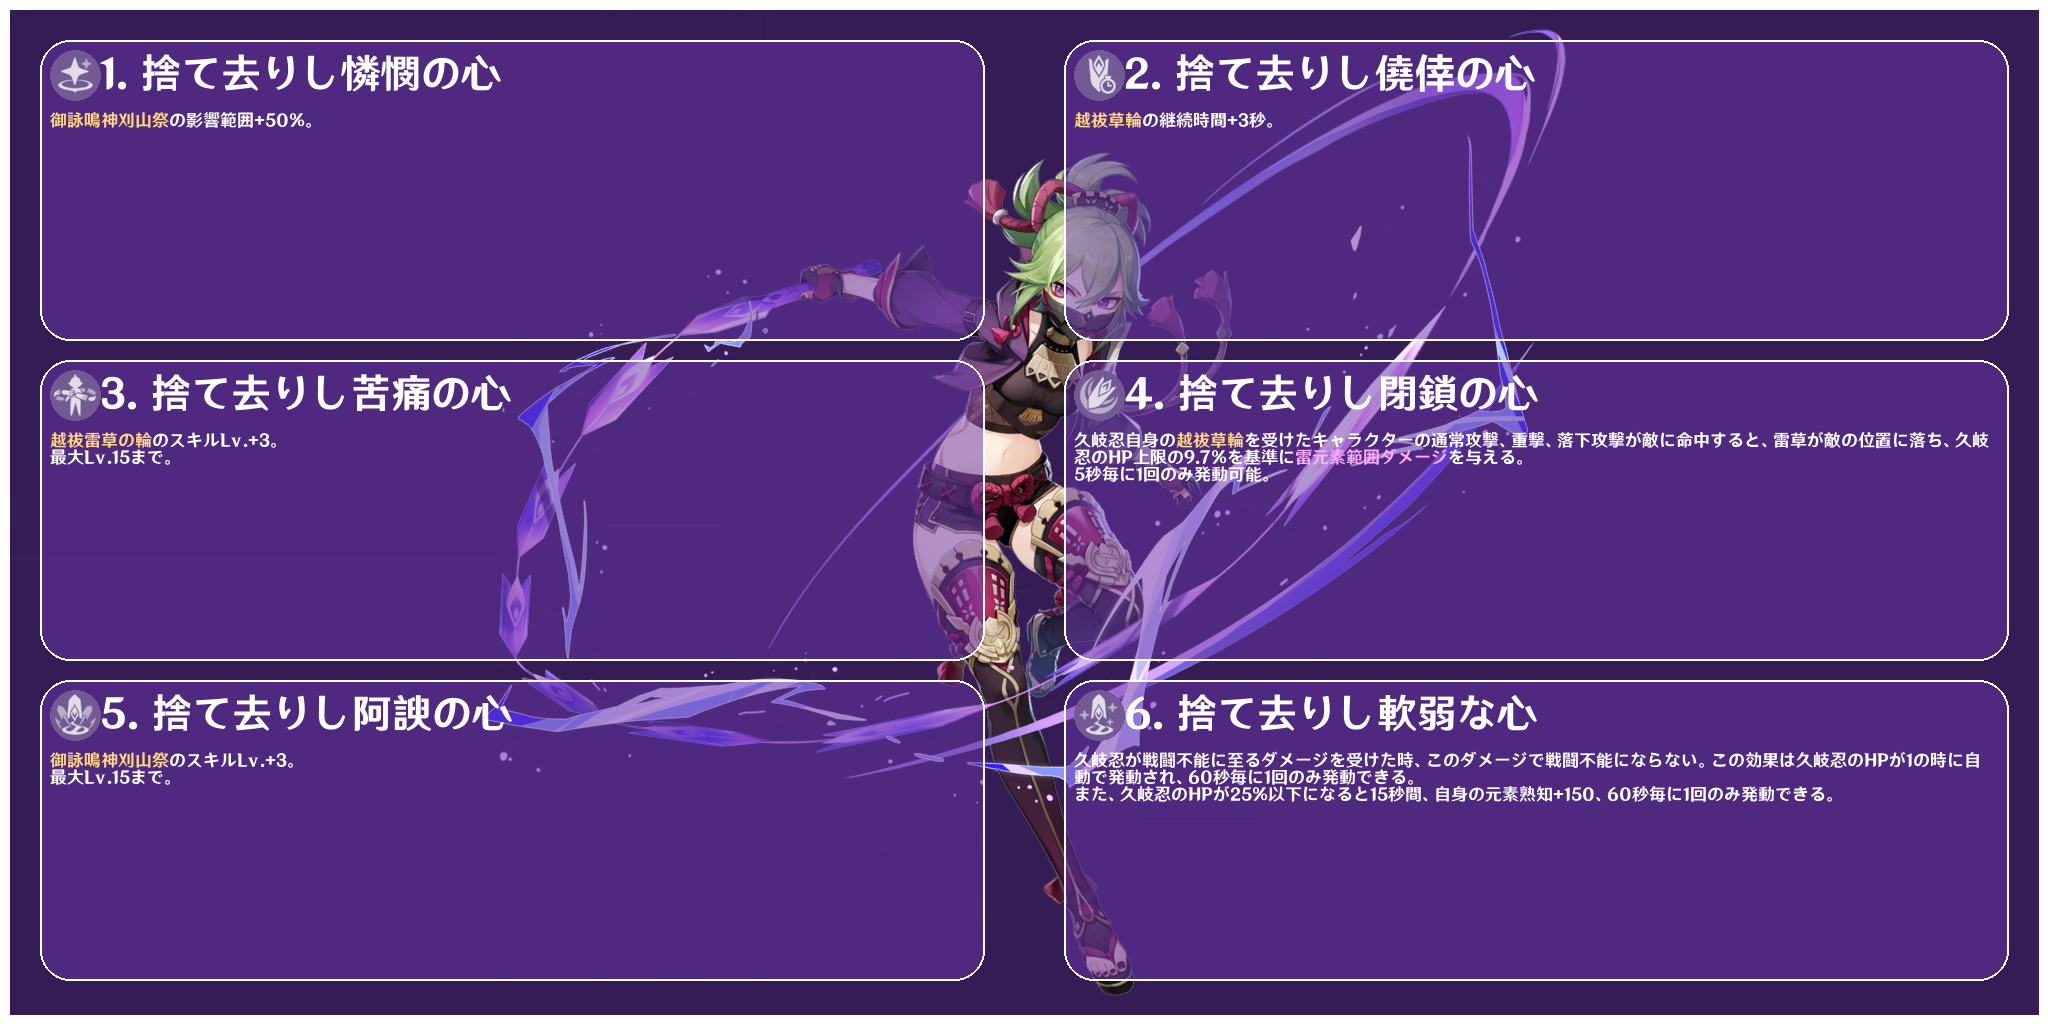 1. 捨て去りし憐憫の心
御詠鳴神刈山祭の影響範囲+50%。
2. 捨て去りし僥倖の心
越祓草輪の継続時間+3秒。
3. 捨て去りし苦痛の心
越祓雷草の輪のスキルLv.+3。
最大Lv.15まで。
4. 捨て去りし閉鎖の心
久岐忍自身の越祓草輪を受けたキャラクターの通常攻撃、重撃、落下攻撃が敵に命中すると、雷草が敵の位置に落ち、久岐
忍のHP上限の9.7%を基準に雷元素範囲ダメージを与える。
5秒毎に1回のみ発動可能。
5. 捨て去りし阿諛の心
御詠鳴神刈山祭のスキルLv.+3。
最大Lv.15まで。
6. 捨て去りし軟弱な心
久岐忍が戦闘不能に至るダメージを受けた時、このダメージで戦闘不能にならない。この効果は久岐忍のHPが1の時に自
動で発動され、60秒毎に1回のみ発動できる。
また、久岐忍のHPが25%以下になると15秒間、自身の元素熟知+150、60秒毎に1回のみ発動できる。